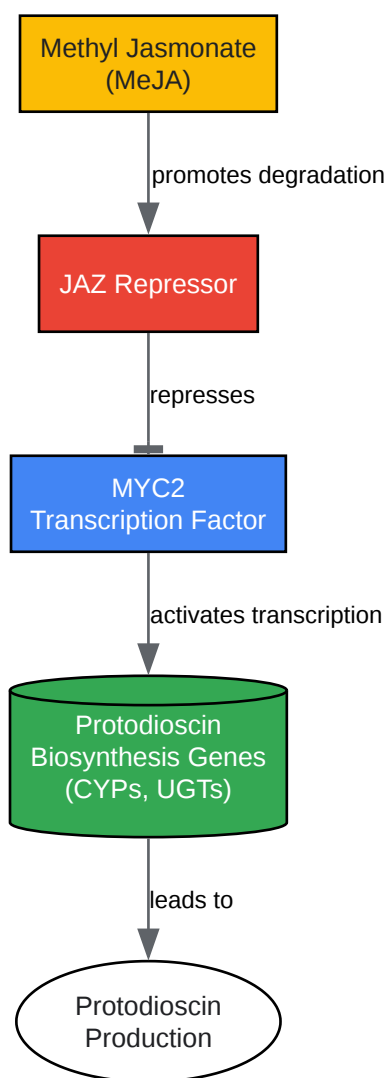 Methyl Jasmonate
(MeJA)
promotes degradation
JAZ Repressor
represses
MYC2
Transcription Factor
activates transcription
Protodioscin
Biosynthesis Genes
(CYPs, UGTs)
leads to
Protodioscin
Production